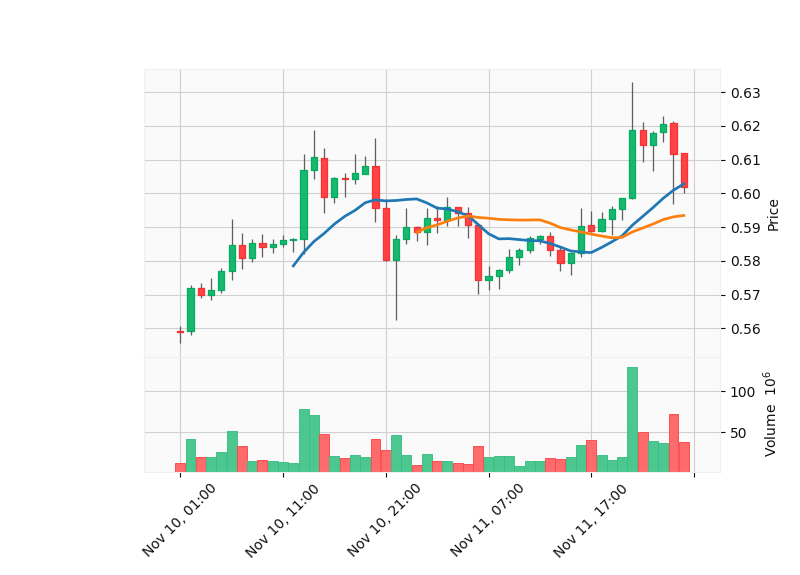 0.63
0.62
0.61
0.60
0.59
0.58
0.57
0.56
Price
100
50
Volume 10^6
Nov 10, 01:00
Nov 10, 11:00
Nov 10, 21:00
Nov 11, 07:00
Nov 11, 17:00